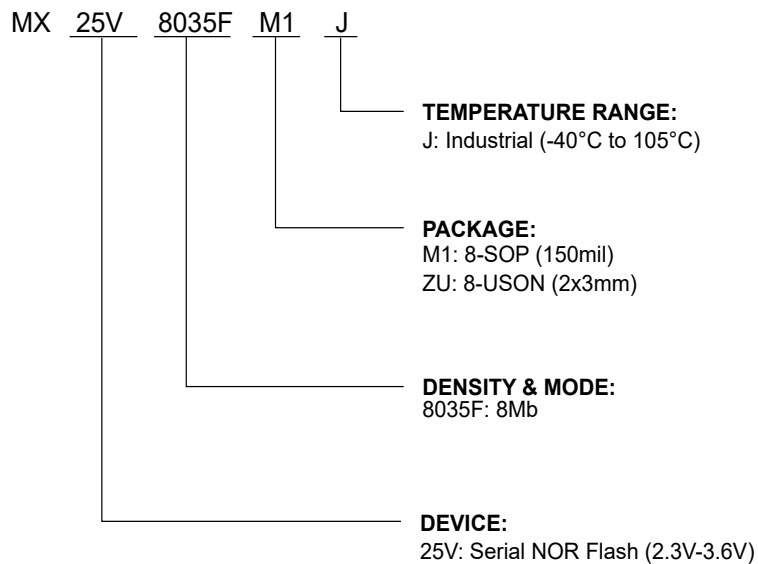 MX 25V 8035F M1 J
TEMPERATURE RANGE:
J: Industrial (-40°C to 105°C)
PACKAGE:
M1: 8-SOP (150mil)
ZU: 8-USON (2x3mm)
DENSITY & MODE:
8035F: 8Mb
DEVICE:
25V: Serial NOR Flash (2.3V-3.6V)